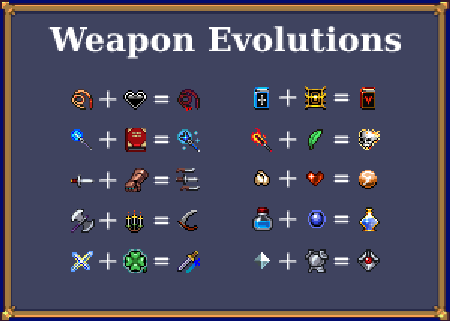 Weapon Evolutions
+ = + =
+ = + =
+ = + =
+ = + =
+ = + =